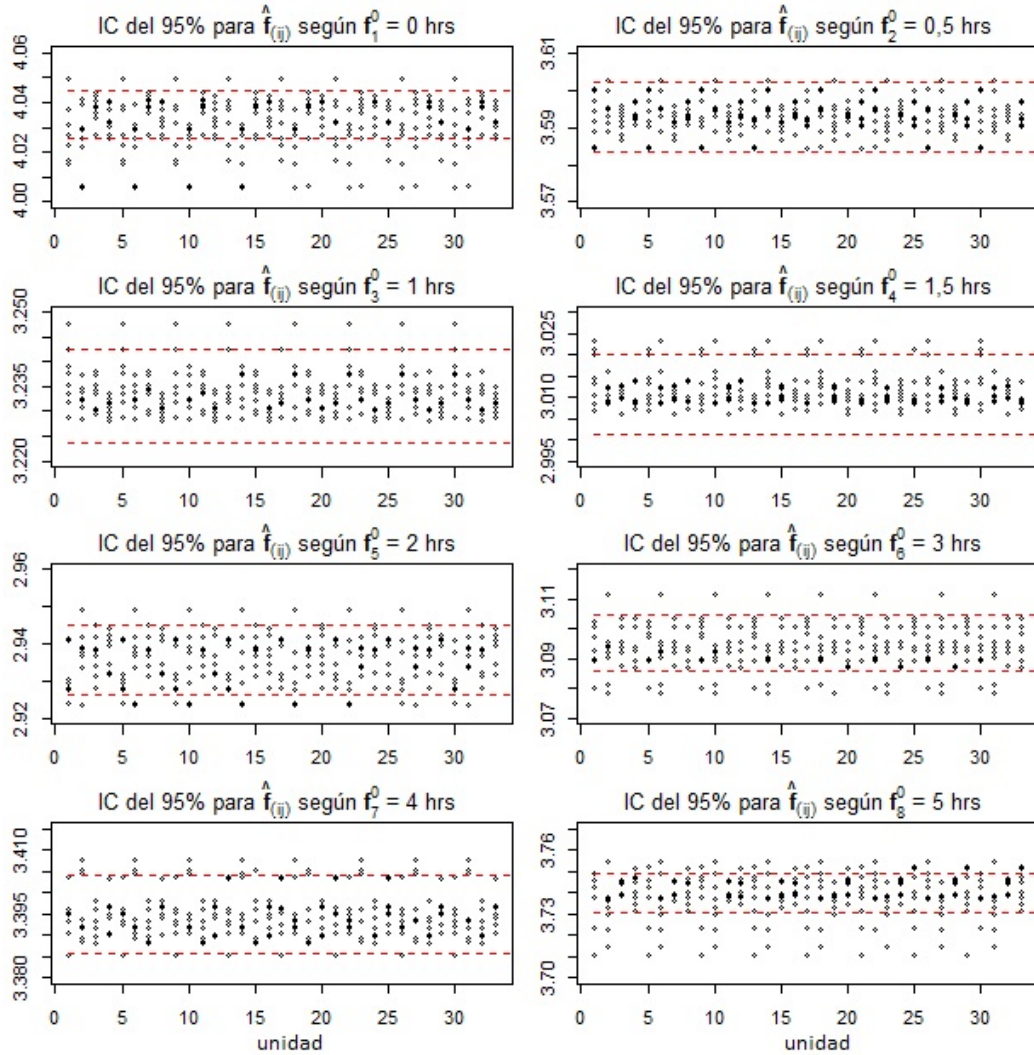 IC del 95% para f̂(ij) según f₁⁰ = 0 hrs
4.00 4.02 4.04 4.06
0 5 10 15 20 25 30
IC del 95% para f̂(ij) según f₂⁰ = 0,5 hrs
3.57 3.59 3.61
0 5 10 15 20 25 30
IC del 95% para f̂(ij) según f₃⁰ = 1 hrs
3.220 3.235 3.250
0 5 10 15 20 25 30
IC del 95% para f̂(ij) según f₄⁰ = 1,5 hrs
2.995 3.010 3.025
0 5 10 15 20 25 30
IC del 95% para f̂(ij) según f₅⁰ = 2 hrs
2.92 2.94 2.96
0 5 10 15 20 25 30
IC del 95% para f̂(ij) según f₆⁰ = 3 hrs
3.07 3.09 3.11
0 5 10 15 20 25 30
IC del 95% para f̂(ij) según f₇⁰ = 4 hrs
3.380 3.395 3.410
0 5 10 15 20 25 30
unidad
IC del 95% para f̂(ij) según f₈⁰ = 5 hrs
3.70 3.73 3.76
0 5 10 15 20 25 30
unidad